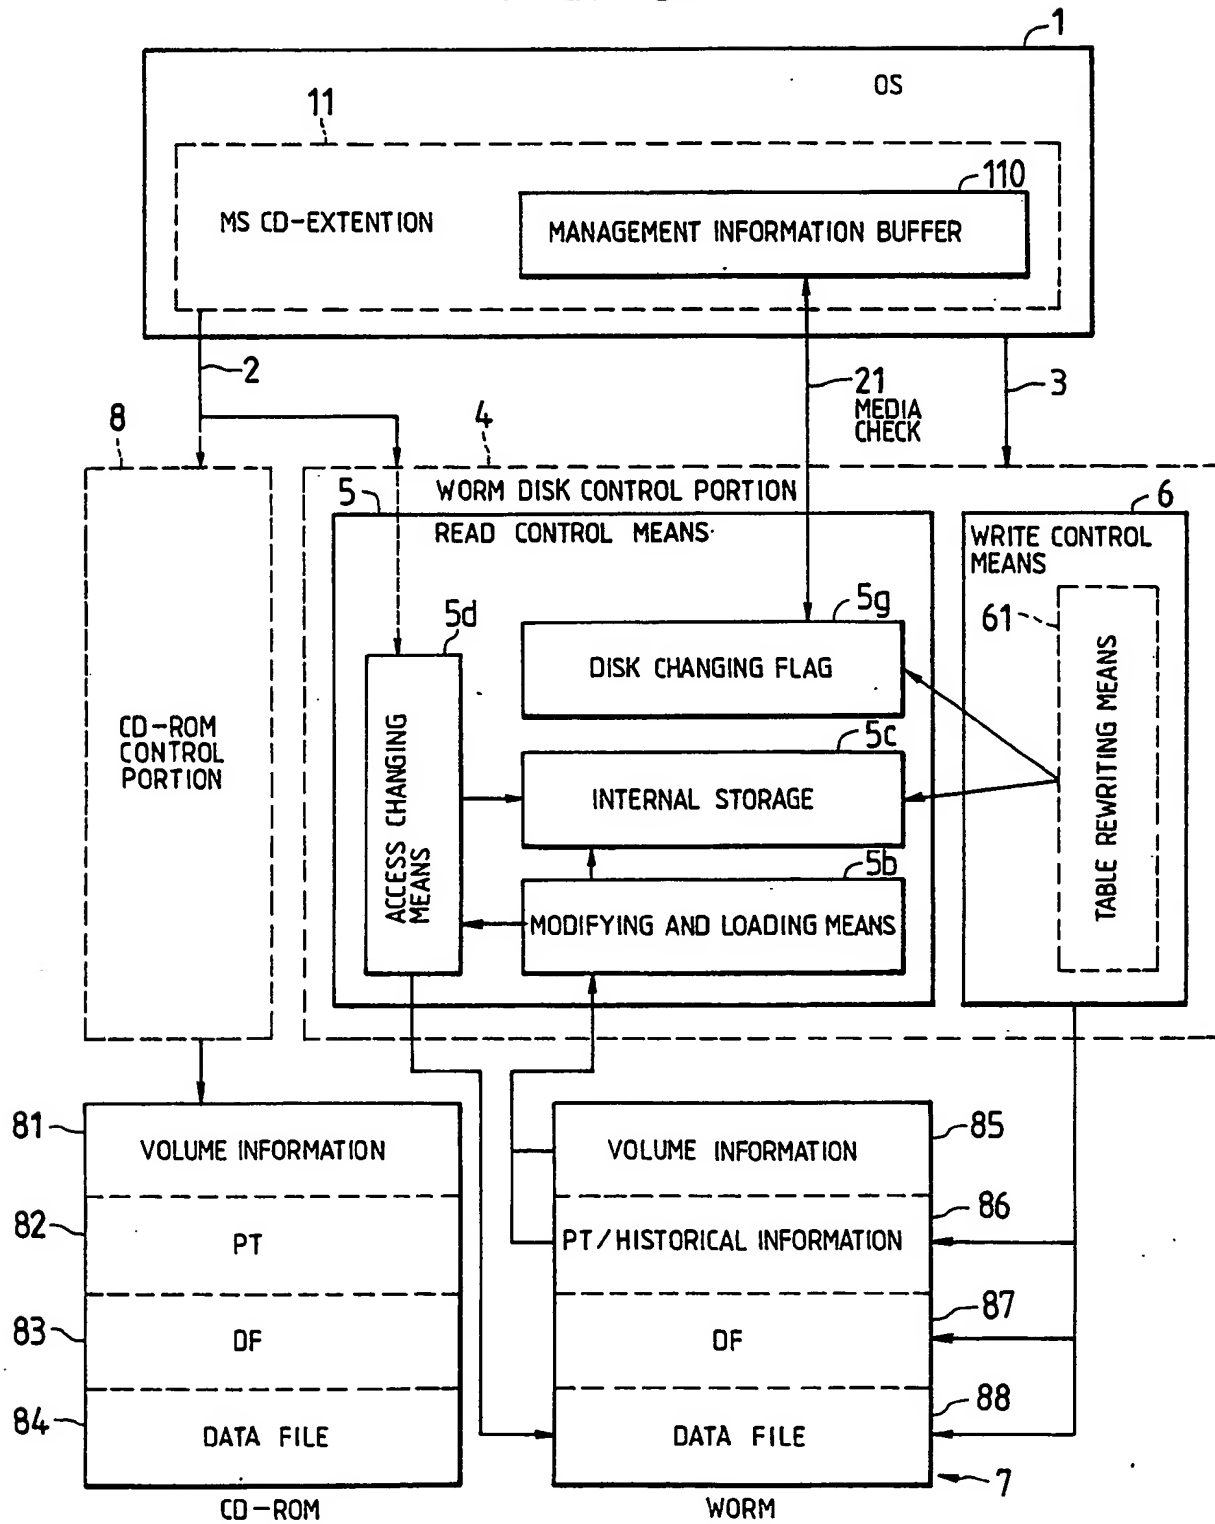 1
OS
11
110
MS CD-EXTENTION
MANAGEMENT INFORMATION BUFFER
2
21
MEDIA
CHECK
3
8
4
WORM DISK CONTROL PORTION
5
READ CONTROL MEANS
6
WRITE CONTROL
MEANS
5d
5g
61
DISK CHANGING FLAG
CD-ROM
CONTROL
PORTION
ACCESS CHANGING
MEANS
5c
INTERNAL STORAGE
TABLE REWRITING MEANS
5b
MODIFYING AND LOADING MEANS
81
VOLUME INFORMATION
VOLUME INFORMATION
85
82
PT
PT/HISTORICAL INFORMATION
86
83
DF
DF
87
84
DATA FILE
DATA FILE
88
7
CD-ROM
WORM